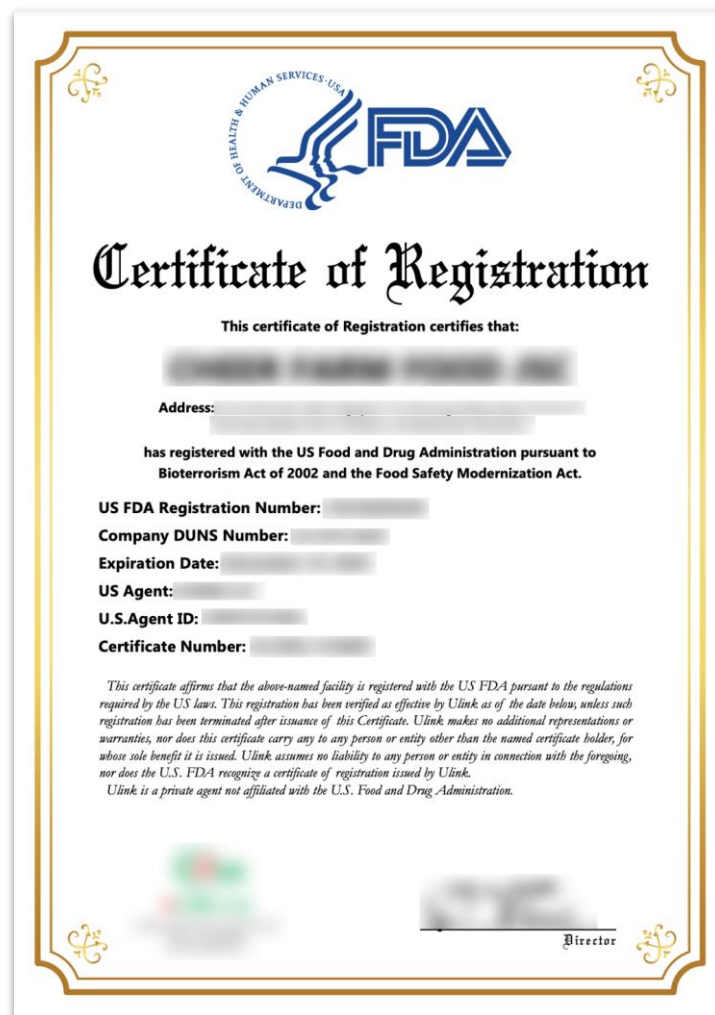 DEPARTMENT OF HEALTH & HUMAN SERVICES·USA
FDA
Certificate of Registration
This certificate of Registration certifies that:
CHEER FARM FOOD JSC
Address:
has registered with the US Food and Drug Administration pursuant to
Bioterrorism Act of 2002 and the Food Safety Modernization Act.
US FDA Registration Number:
Company DUNS Number:
Expiration Date:
US Agent:
U.S.Agent ID:
Certificate Number:
This certificate affirms that the above-named facility is registered with the US FDA pursuant to the regulations
required by the US laws. This registration has been verified as effective by Ulink as of the date below, unless such
registration has been terminated after issuance of this Certificate. Ulink makes no additional representations or
warranties, nor does this certificate carry any to any person or entity other than the named certificate holder, for
whose sole benefit it is issued. Ulink assumes no liability to any person or entity in connection with the foregoing,
nor does the U.S. FDA recognize a certificate of registration issued by Ulink.
Ulink is a private agent not affiliated with the U.S. Food and Drug Administration.
Director